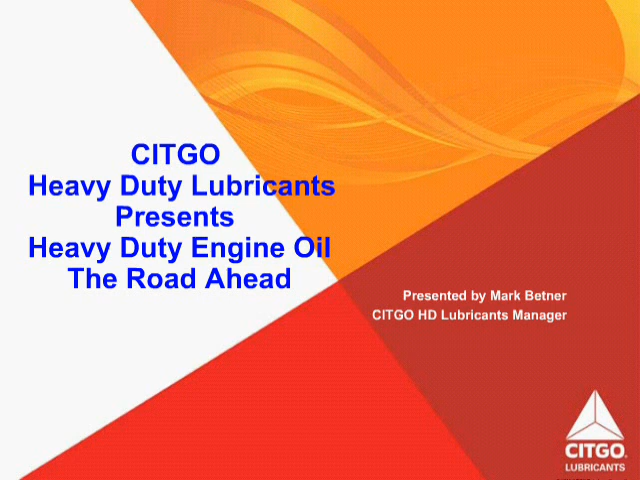 CITGO
Heavy Duty Lubricants
Presents
Heavy Duty Engine Oil
The Road Ahead
Presented by Mark Betner
CITGO HD Lubricants Manager
CITGO
LUBRICANTS